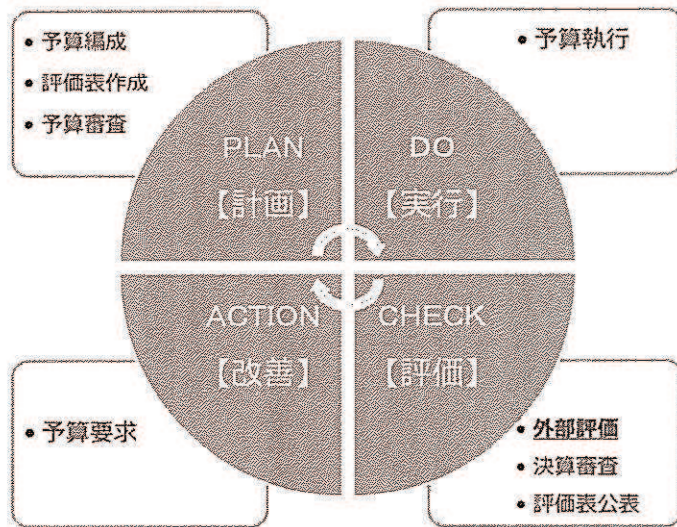 • 予算編成
• 評価表作成
• 予算審査
• 予算執行
PLAN
【計画】
DO
【実行】
ACTION
【改善】
CHECK
【評価】
• 予算要求
• 外部評価
• 決算審査
• 評価表公表